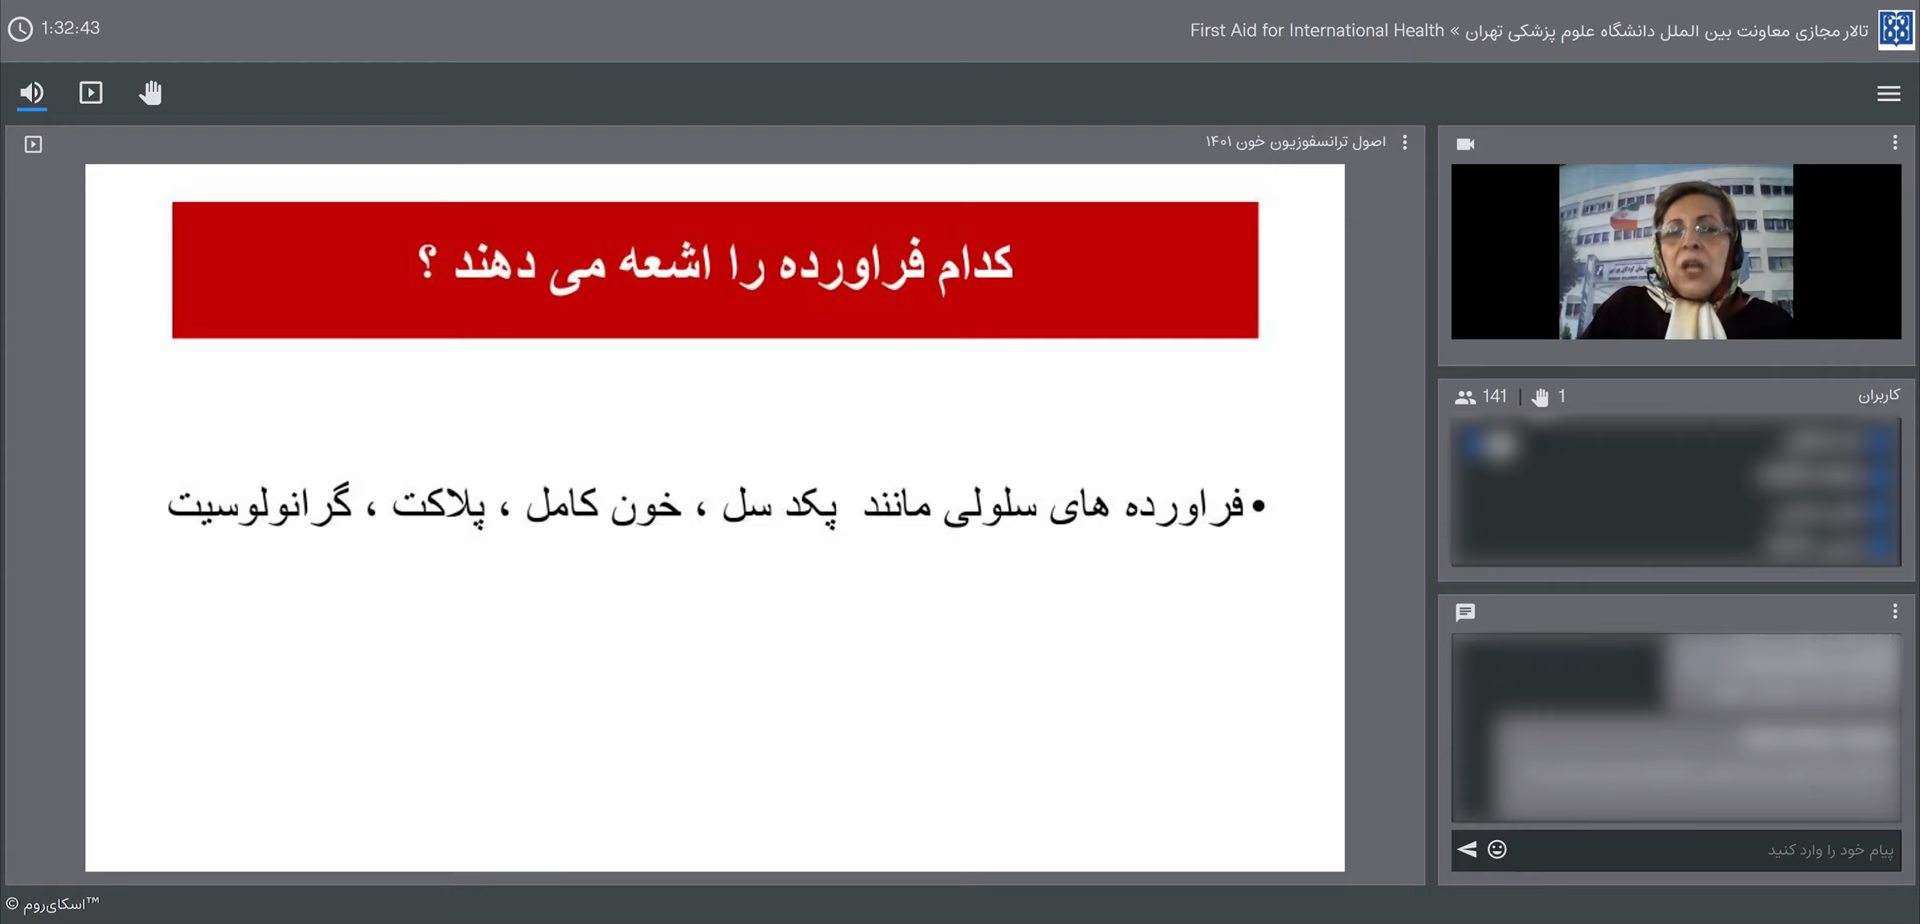 1:32:43
تالار مجازی معاونت بین الملل دانشگاه علوم پزشکی تهران » First Aid for International Health
اصول ترانسفوزیون خون ۱۴۰۱
کدام فراورده را اشعه می دهند ؟
• فراورده های سلولی مانند پکد سل ، خون کامل ، پلاکت ، گرانولوسیت
کاربران
141 | 1
پیام خود را وارد کنید
© اسکای‌روم™